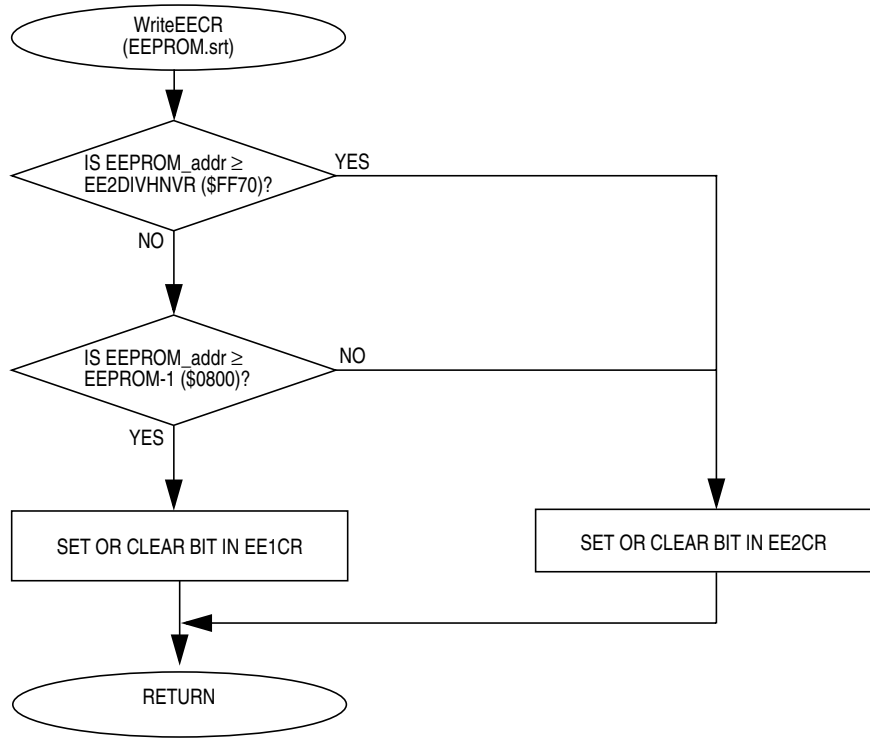 WriteEECR
(EEPROM.srt)
IS EEPROM_addr ≥
EE2DIVHNVR ($FF70)?
YES
NO
IS EEPROM_addr ≥
EEPROM-1 ($0800)?
NO
YES
SET OR CLEAR BIT IN EE1CR
SET OR CLEAR BIT IN EE2CR
RETURN